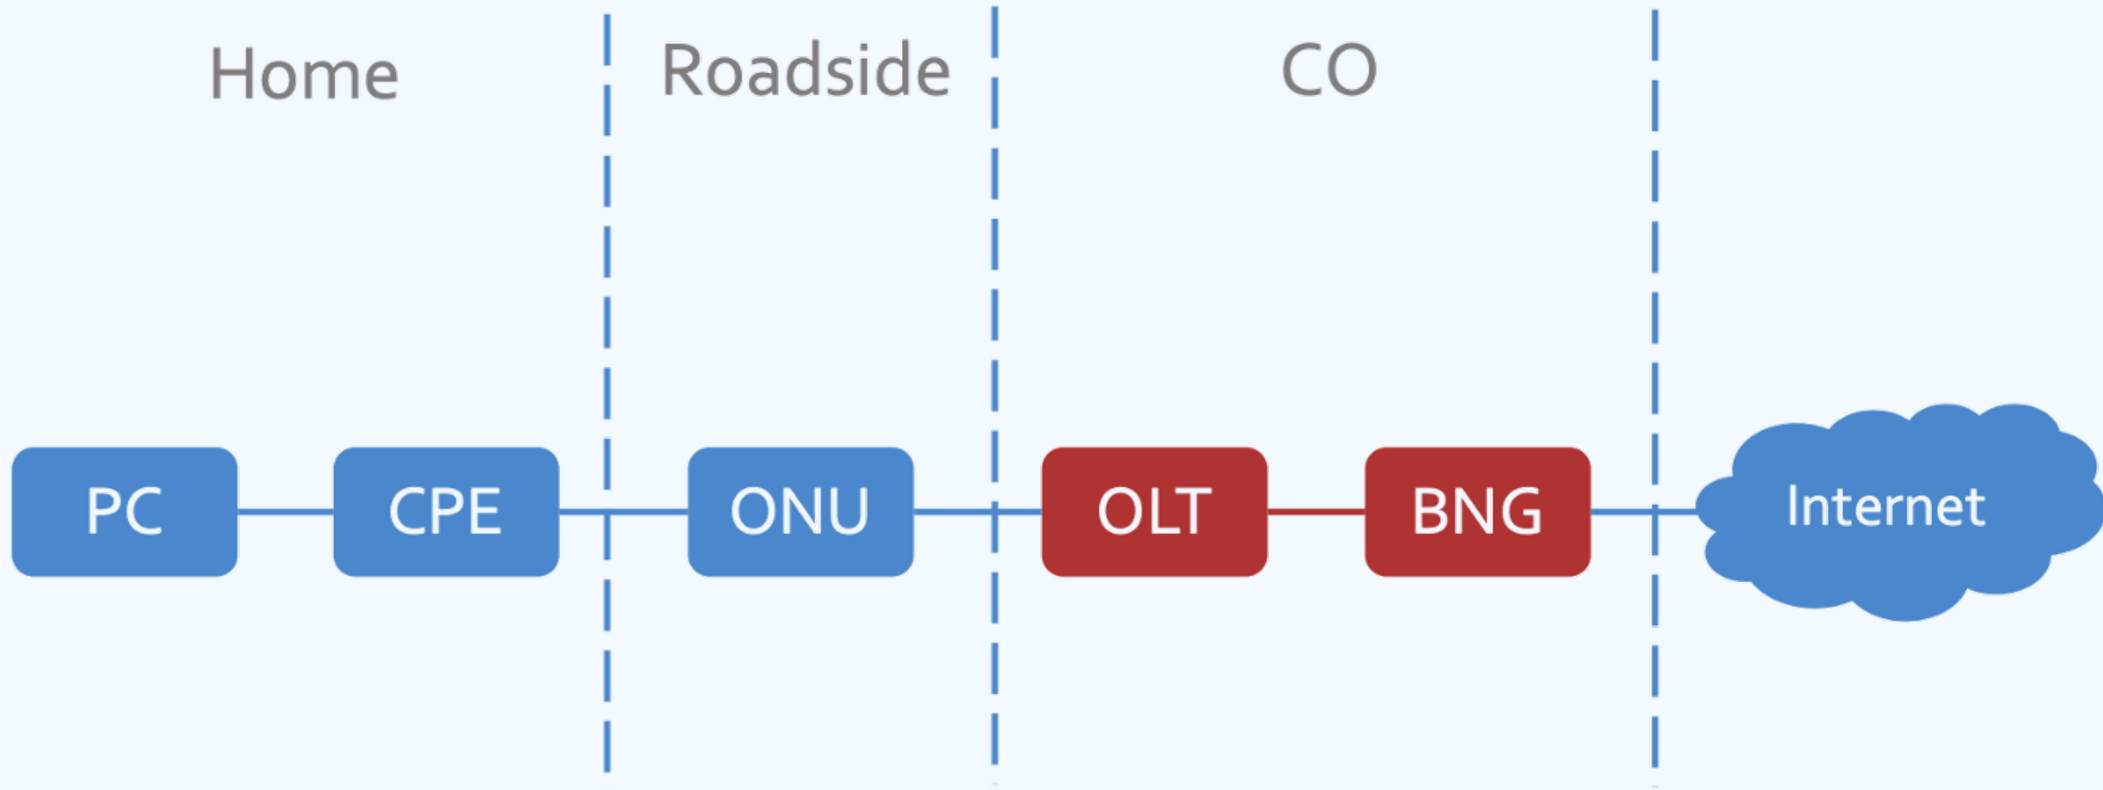 Home
Roadside
CO
PC
CPE
ONU
OLT
BNG
Internet